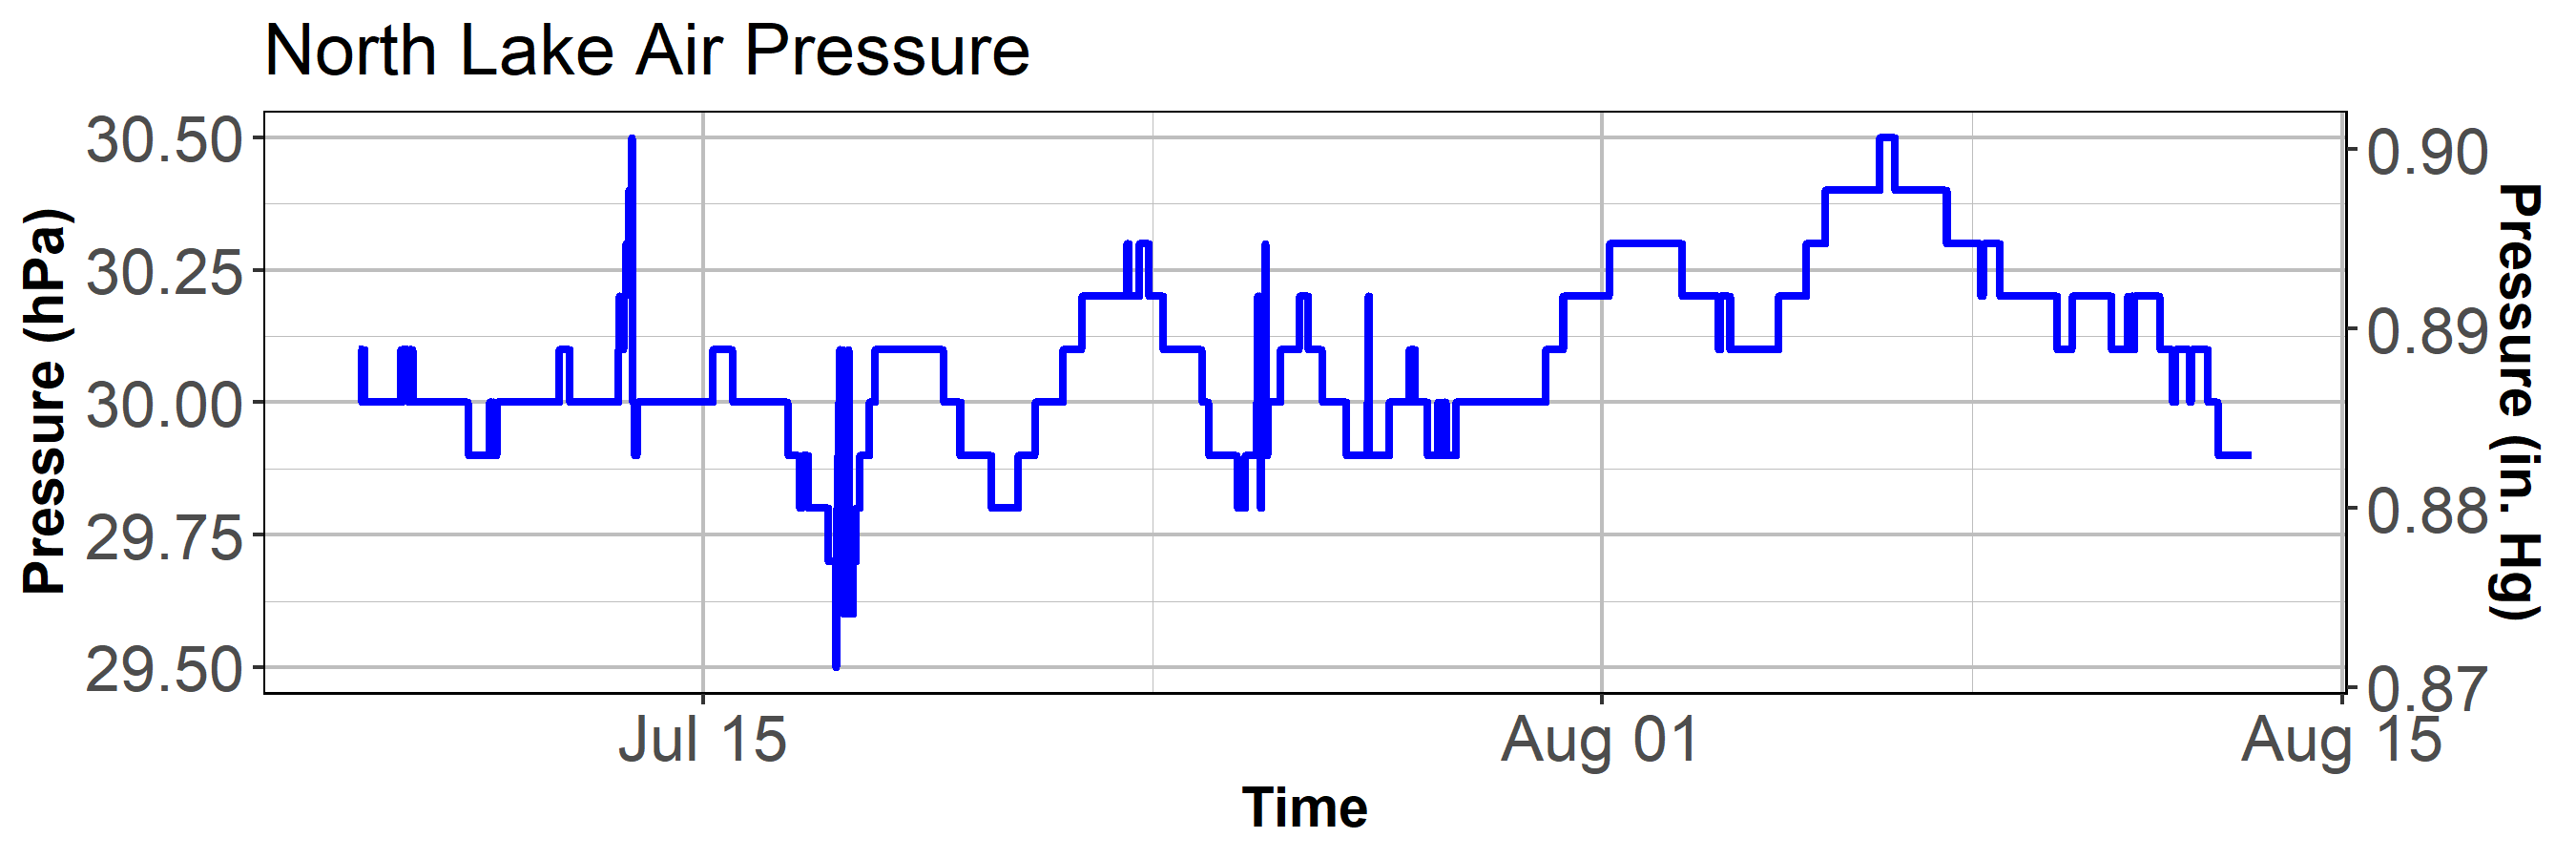 North Lake Air Pressure
Pressure (hPa)
30.50
30.25
30.00
29.75
29.50
0.90
0.89
0.88
0.87
Pressure (in. Hg)
Jul 15
Aug 01
Aug 15
Time